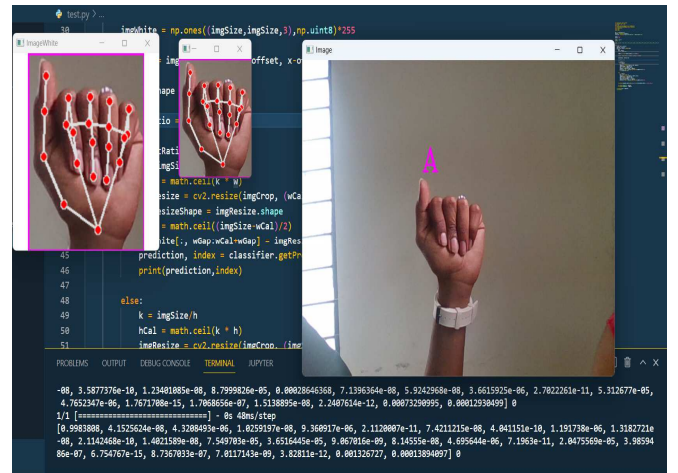 test.py > ...
30 imgWhite = np.ones((imgSize,imgSize,3),np.uint8)*255
ImageWhite
Image
= img
offset, x-o
shape
tio =
tRati
imgSi
= math.ceil(k * w)
esize = cv2.resize(imgCrop, (wCa
esizeShape = imgResize.shape
= math.ceil((imgSize-wCal)/2)
hite[:, wGap:wCal+wGap] = imgRes
45 prediction, index = classifier.getPr
46 print(prediction,index)
47
48 else:
49 k = imgSize/h
50 hCal = math.ceil(k * h)
51 imgResize = cv2.resize(imgCrop, (img
A
PROBLEMS OUTPUT DEBUG CONSOLE TERMINAL JUPYTER
-08, 3.5877376e-10, 1.23401085e-08, 8.7999826e-05, 0.00028646368, 7.1396364e-08, 5.9242968e-08, 3.6615925e-06, 2.7022261e-11, 5.312677e-05,
4.7652347e-06, 1.7671708e-15, 1.7068656e-07, 1.5138895e-08, 2.2407614e-12, 0.00073290995, 0.00012930499] 0
1/1 [==============================] - 0s 48ms/step
[0.9983808, 4.1525624e-08, 4.3208493e-06, 1.0259197e-08, 9.360917e-06, 2.1120007e-11, 7.4211215e-08, 4.041151e-10, 1.191738e-06, 1.3182721e
-08, 2.1142468e-10, 1.4021589e-08, 7.549703e-05, 3.6516445e-05, 9.067016e-09, 8.14555e-08, 4.695644e-06, 7.1963e-11, 2.0475569e-05, 3.98594
86e-07, 6.754767e-15, 8.7367033e-07, 7.0117143e-09, 3.82811e-12, 0.001326727, 0.00013894097] 0